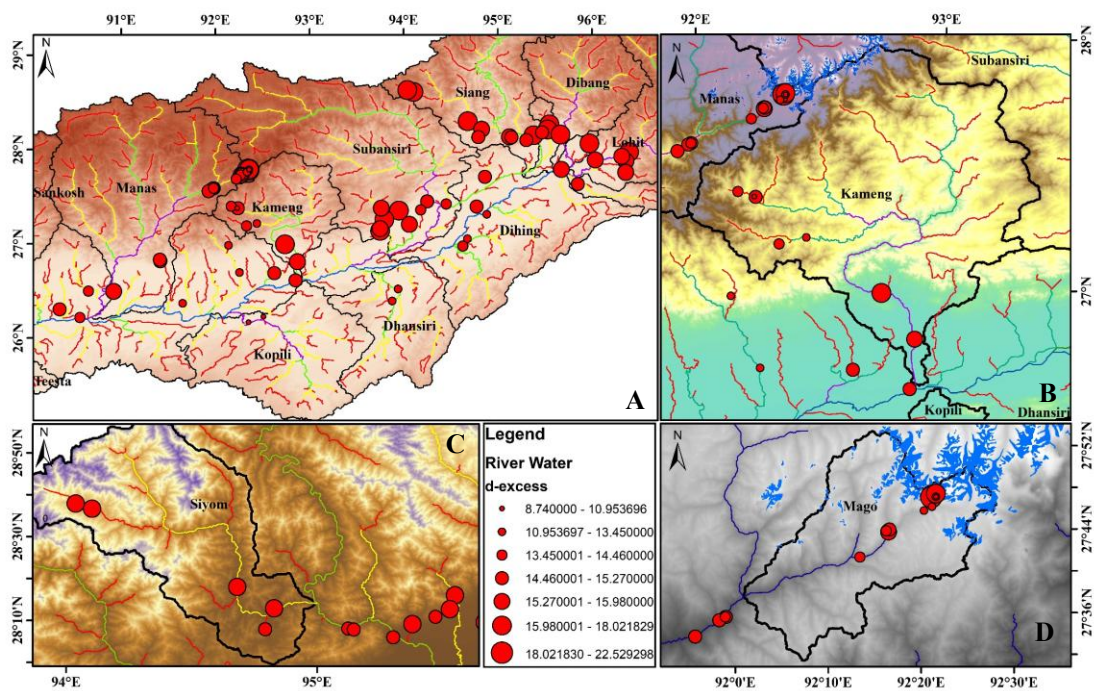 91°E 92°E 93°E 94°E 95°E 96°E
92°E 93°E
29°N
28°N
27°N
26°N
28°N
27°N
N
Siang
Dibang
Lohit
Subansiri
Manas
Sankosh
Kameng
Dihing
Dhansiri
Kopili
Teesta
A
N
Subansiri
Manas
Kameng
Kopili
Dhansiri
B
N
C
28°50'N
28°30'N
28°10'N
Siyom
94°E 95°E
Legend
River Water
d-excess
8.740000 - 10.953696
10.953697 - 13.450000
13.450001 - 14.460000
14.460001 - 15.270000
15.270001 - 15.980000
15.980001 - 18.021829
18.021830 - 22.529298
N
Mago
D
27°52'N
27°44'N
27°36'N
92°0'E 92°10'E 92°20'E 92°30'E